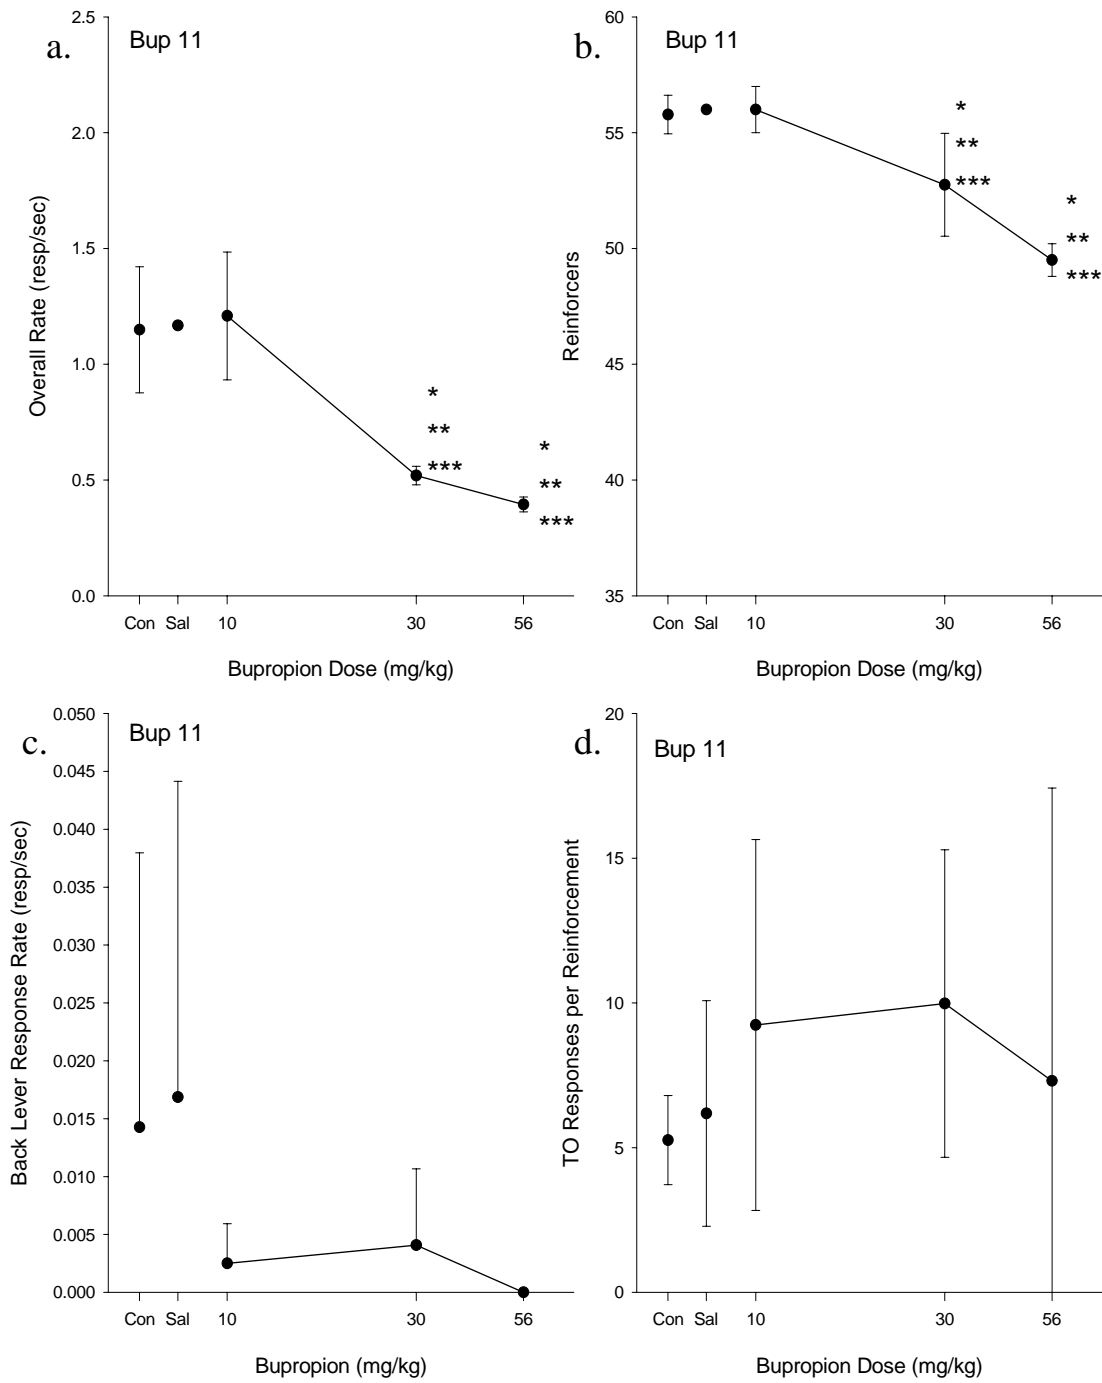 a.
Bup 11
2.5
2.0
1.5
1.0
0.5
0.0
Overall Rate (resp/sec)
*
**
***
*
**
***
Con Sal 10 30 56
Bupropion Dose (mg/kg)
b.
Bup 11
60
55
50
45
40
35
Reinforcers
*
**
***
*
**
***
Con Sal 10 30 56
Bupropion Dose (mg/kg)
c.
Bup 11
0.050
0.045
0.040
0.035
0.030
0.025
0.020
0.015
0.010
0.005
0.000
Back Lever Response Rate (resp/sec)
Con Sal 10 30 56
Bupropion (mg/kg)
d.
Bup 11
20
15
10
5
0
TO Responses per Reinforcement
Con Sal 10 30 56
Bupropion Dose (mg/kg)